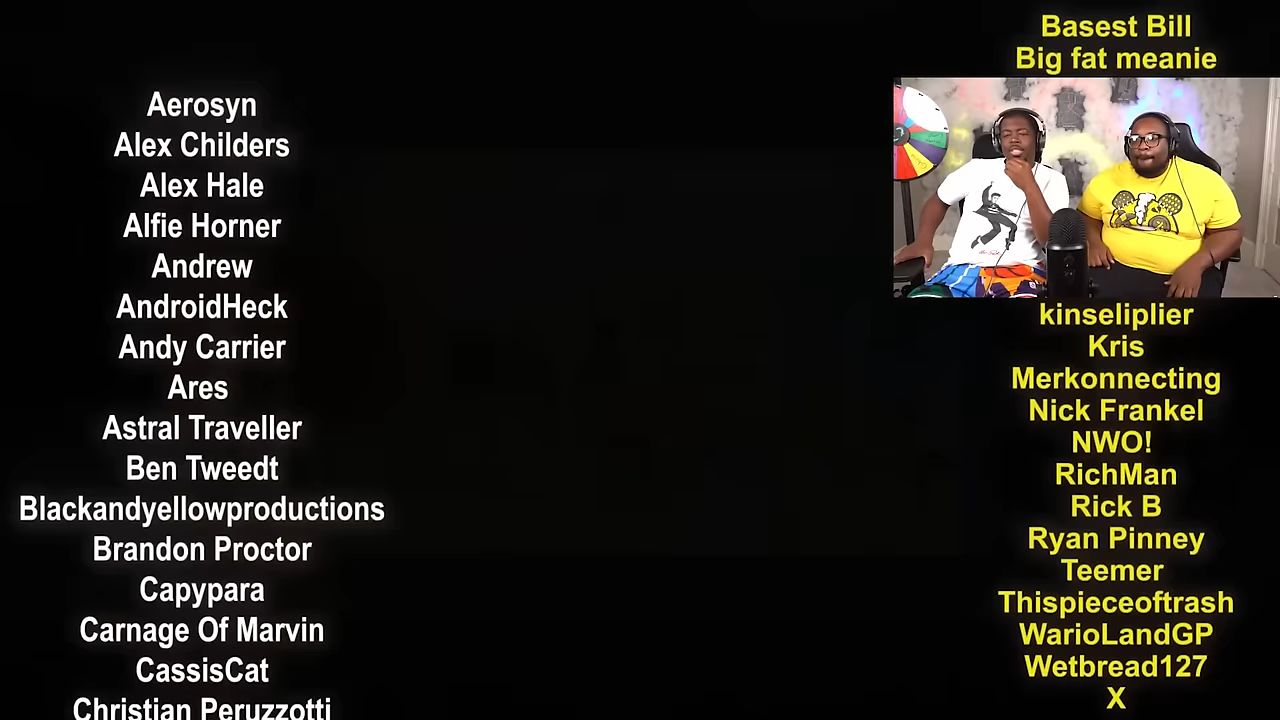 Aerosyn
Alex Childers
Alex Hale
Alfie Horner
Andrew
AndroidHeck
Andy Carrier
Ares
Astral Traveller
Ben Tweedt
Blackandyellowproductions
Brandon Proctor
Capypara
Carnage Of Marvin
CassisCat
Christian Peruzzotti
Basest Bill
Big fat meanie
kinseliplier
Kris
Merkonnecting
Nick Frankel
NWO!
RichMan
Rick B
Ryan Pinney
Teemer
Thispieceoftrash
WarioLandGP
Wetbread127
X